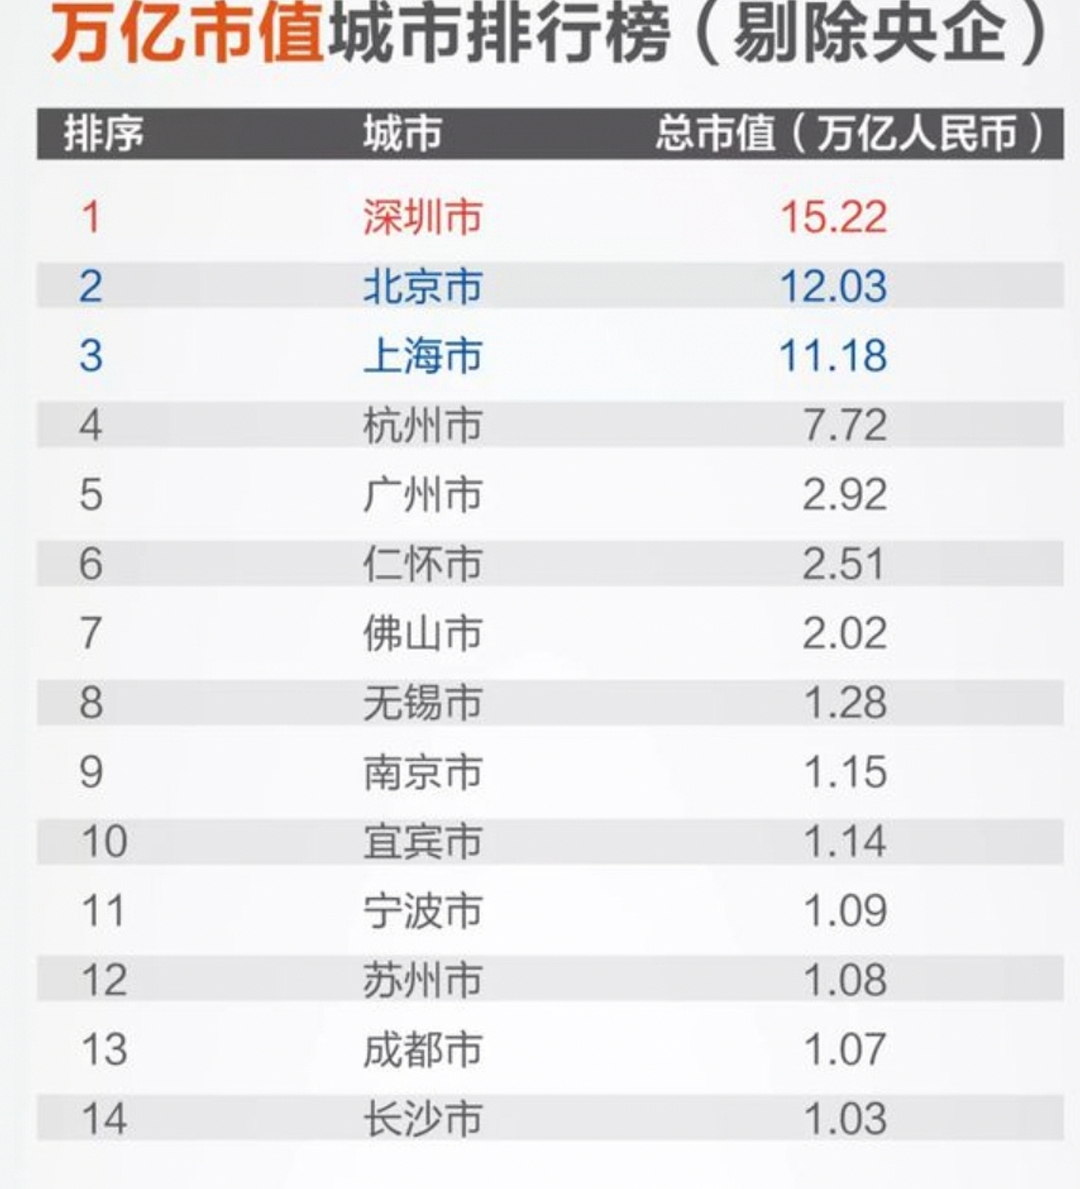 万亿市值城市排行榜（剔除央企）
排序 城市 总市值（万亿人民币）
1 深圳市 15.22
2 北京市 12.03
3 上海市 11.18
4 杭州市 7.72
5 广州市 2.92
6 仁怀市 2.51
7 佛山市 2.02
8 无锡市 1.28
9 南京市 1.15
10 宜宾市 1.14
11 宁波市 1.09
12 苏州市 1.08
13 成都市 1.07
14 长沙市 1.03